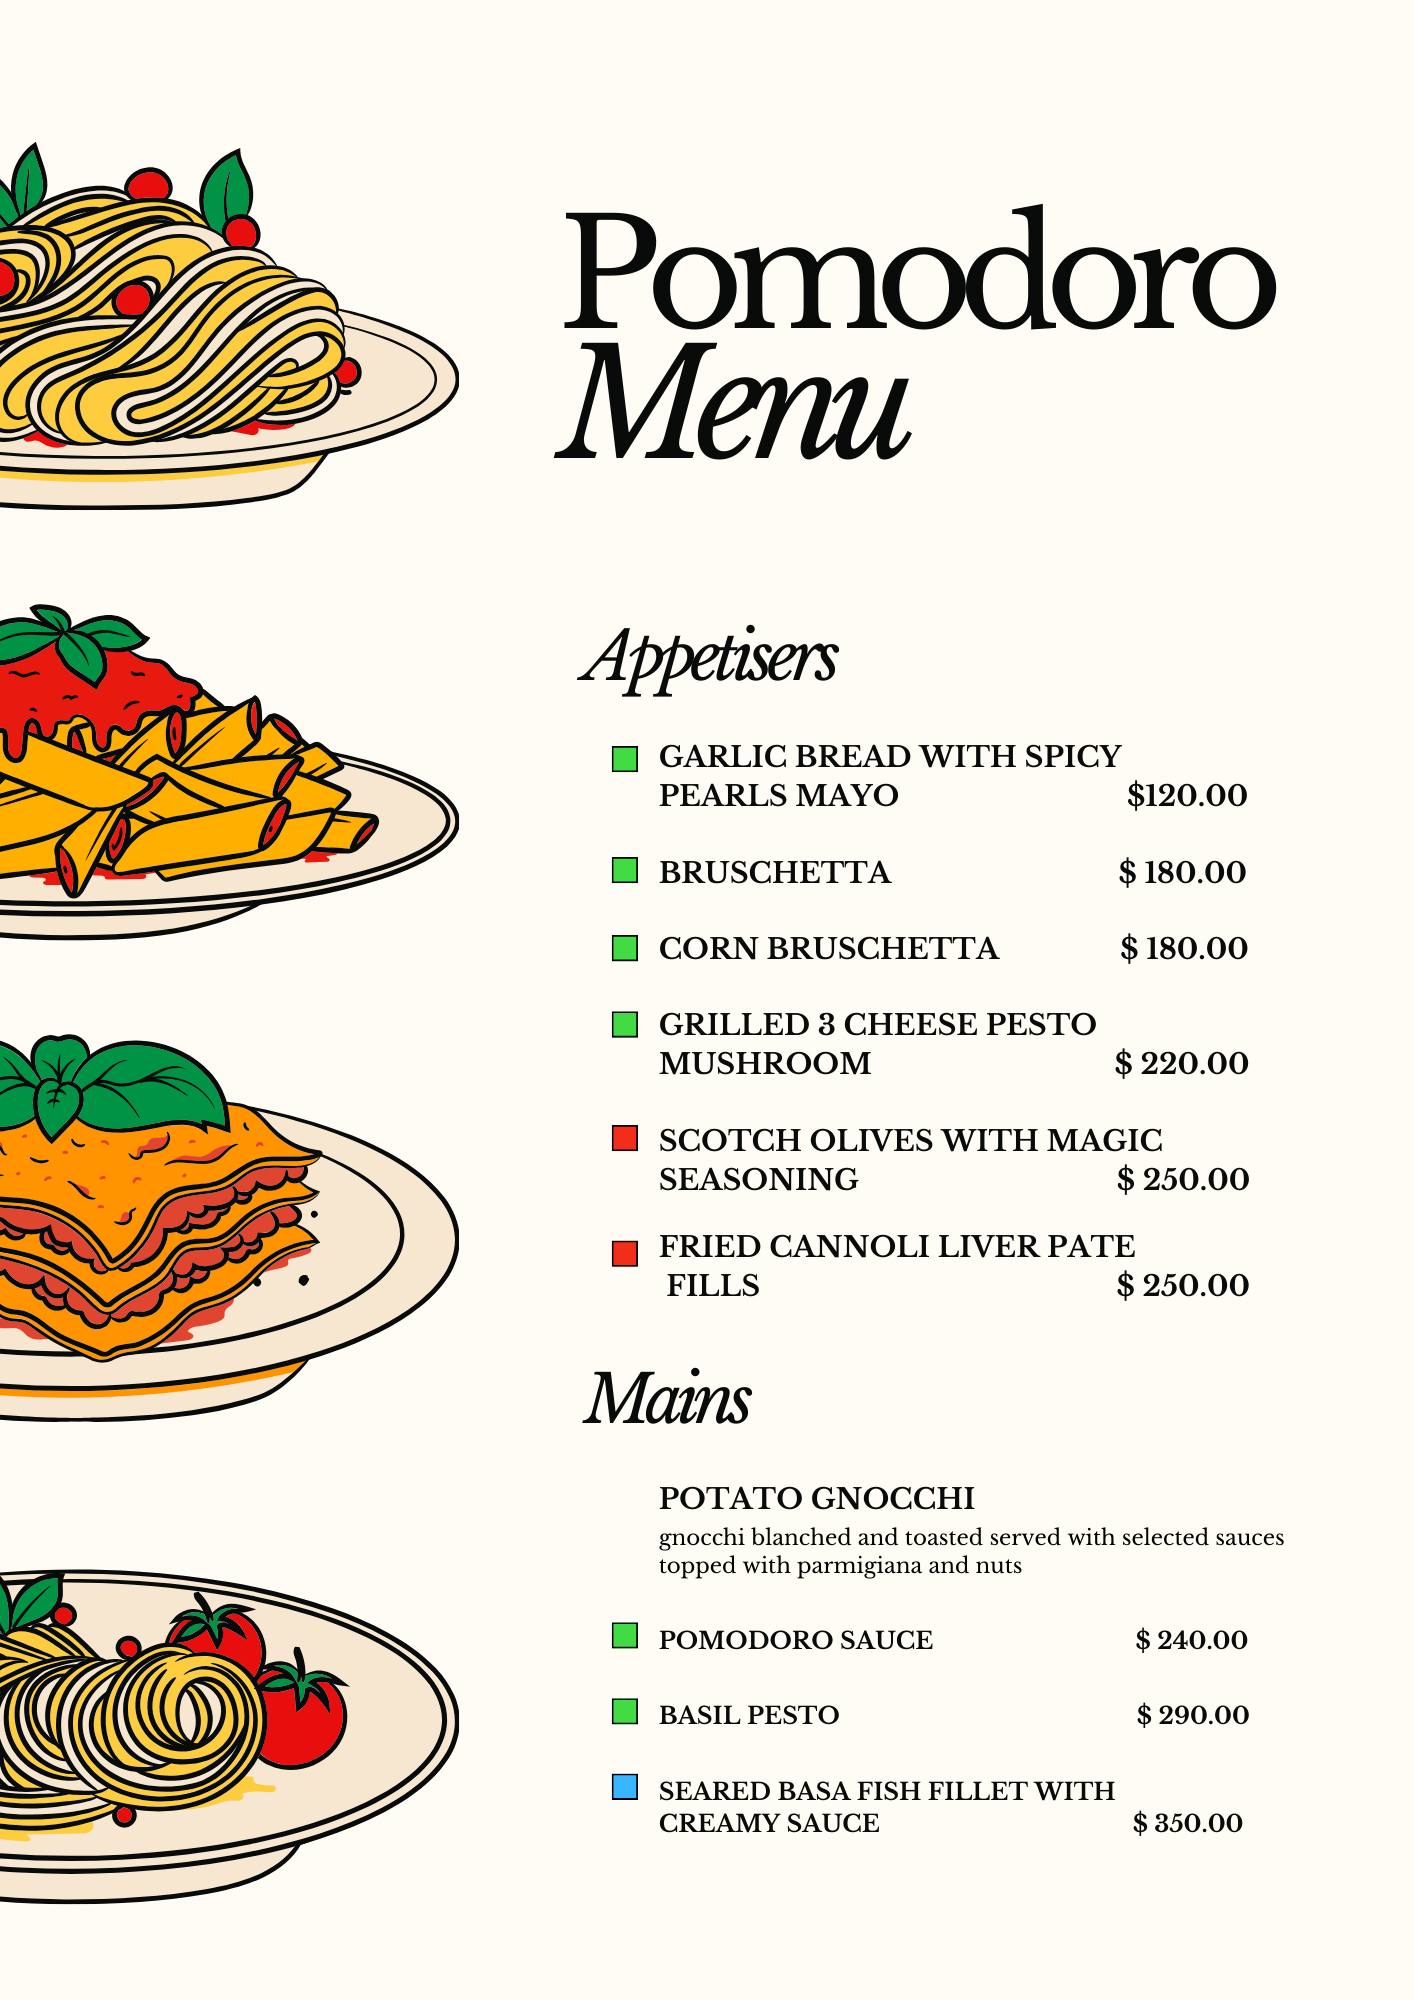 Pomodoro
Menu
Appetisers
GARLIC BREAD WITH SPICY
PEARLS MAYO $120.00
BRUSCHETTA $ 180.00
CORN BRUSCHETTA $ 180.00
GRILLED 3 CHEESE PESTO
MUSHROOM $ 220.00
SCOTCH OLIVES WITH MAGIC
SEASONING $ 250.00
FRIED CANNOLI LIVER PATE
FILLS $ 250.00
Mains
POTATO GNOCCHI
gnocchi blanched and toasted served with selected sauces
topped with parmigiana and nuts
POMODORO SAUCE $ 240.00
BASIL PESTO $ 290.00
SEARED BASA FISH FILLET WITH
CREAMY SAUCE $ 350.00